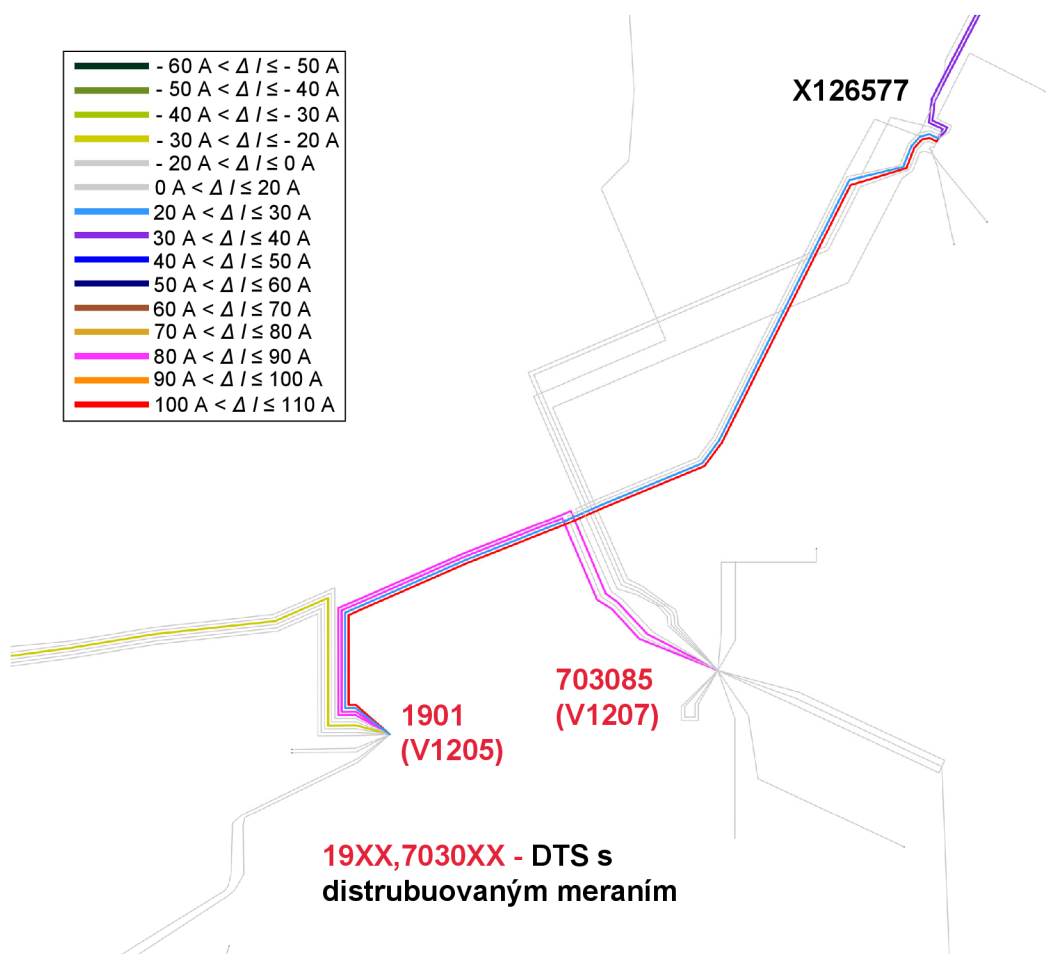 - 60 A < Δ I ≤ - 50 A
- 50 A < Δ I ≤ - 40 A
- 40 A < Δ I ≤ - 30 A
- 30 A < Δ I ≤ - 20 A
- 20 A < Δ I ≤ 0 A
0 A < Δ I ≤ 20 A
20 A < Δ I ≤ 30 A
30 A < Δ I ≤ 40 A
40 A < Δ I ≤ 50 A
50 A < Δ I ≤ 60 A
60 A < Δ I ≤ 70 A
70 A < Δ I ≤ 80 A
80 A < Δ I ≤ 90 A
90 A < Δ I ≤ 100 A
100 A < Δ I ≤ 110 A
X126577
703085
(V1207)
1901
(V1205)
19XX,7030XX - DTS s
distrubuovaným meraním